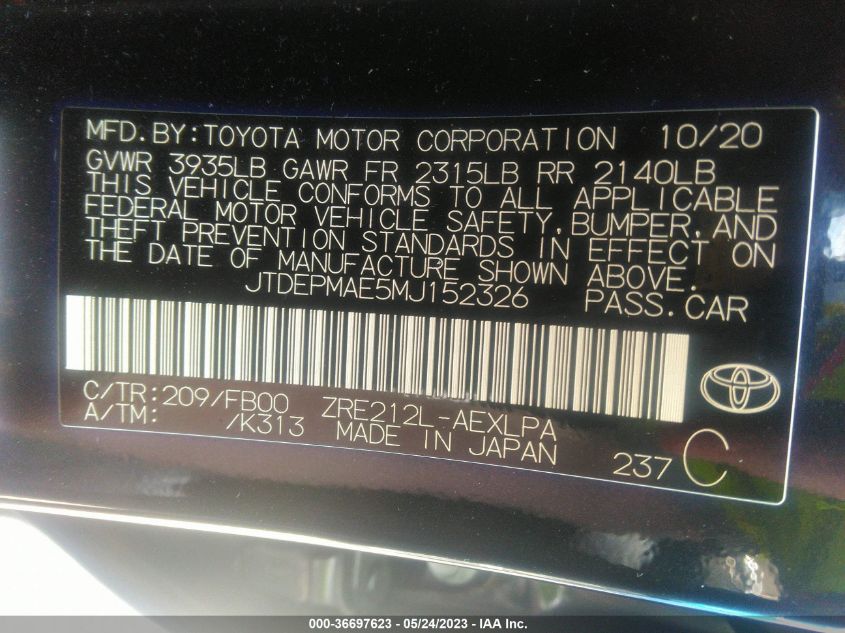 MFD.BY:TOYOTA MOTOR CORPORATION 10/20
GVWR 3935LB GAWR FR 2315LB RR 2140LB
THIS VEHICLE CONFORMS TO ALL APPLICABLE
FEDERAL MOTOR VEHICLE SAFETY,BUMPER,AND
THEFT PREVENTION STANDARDS IN EFFECT ON
THE DATE OF MANUFACTURE SHOWN ABOVE.
JTDEPMAE5MJ152326 PASS.CAR
C/TR:209/FB00 ZRE212L-AEXLPA
A/TM: /K313 MADE IN JAPAN 237 C
000-36697623 - 05/24/2023 - IAA Inc.